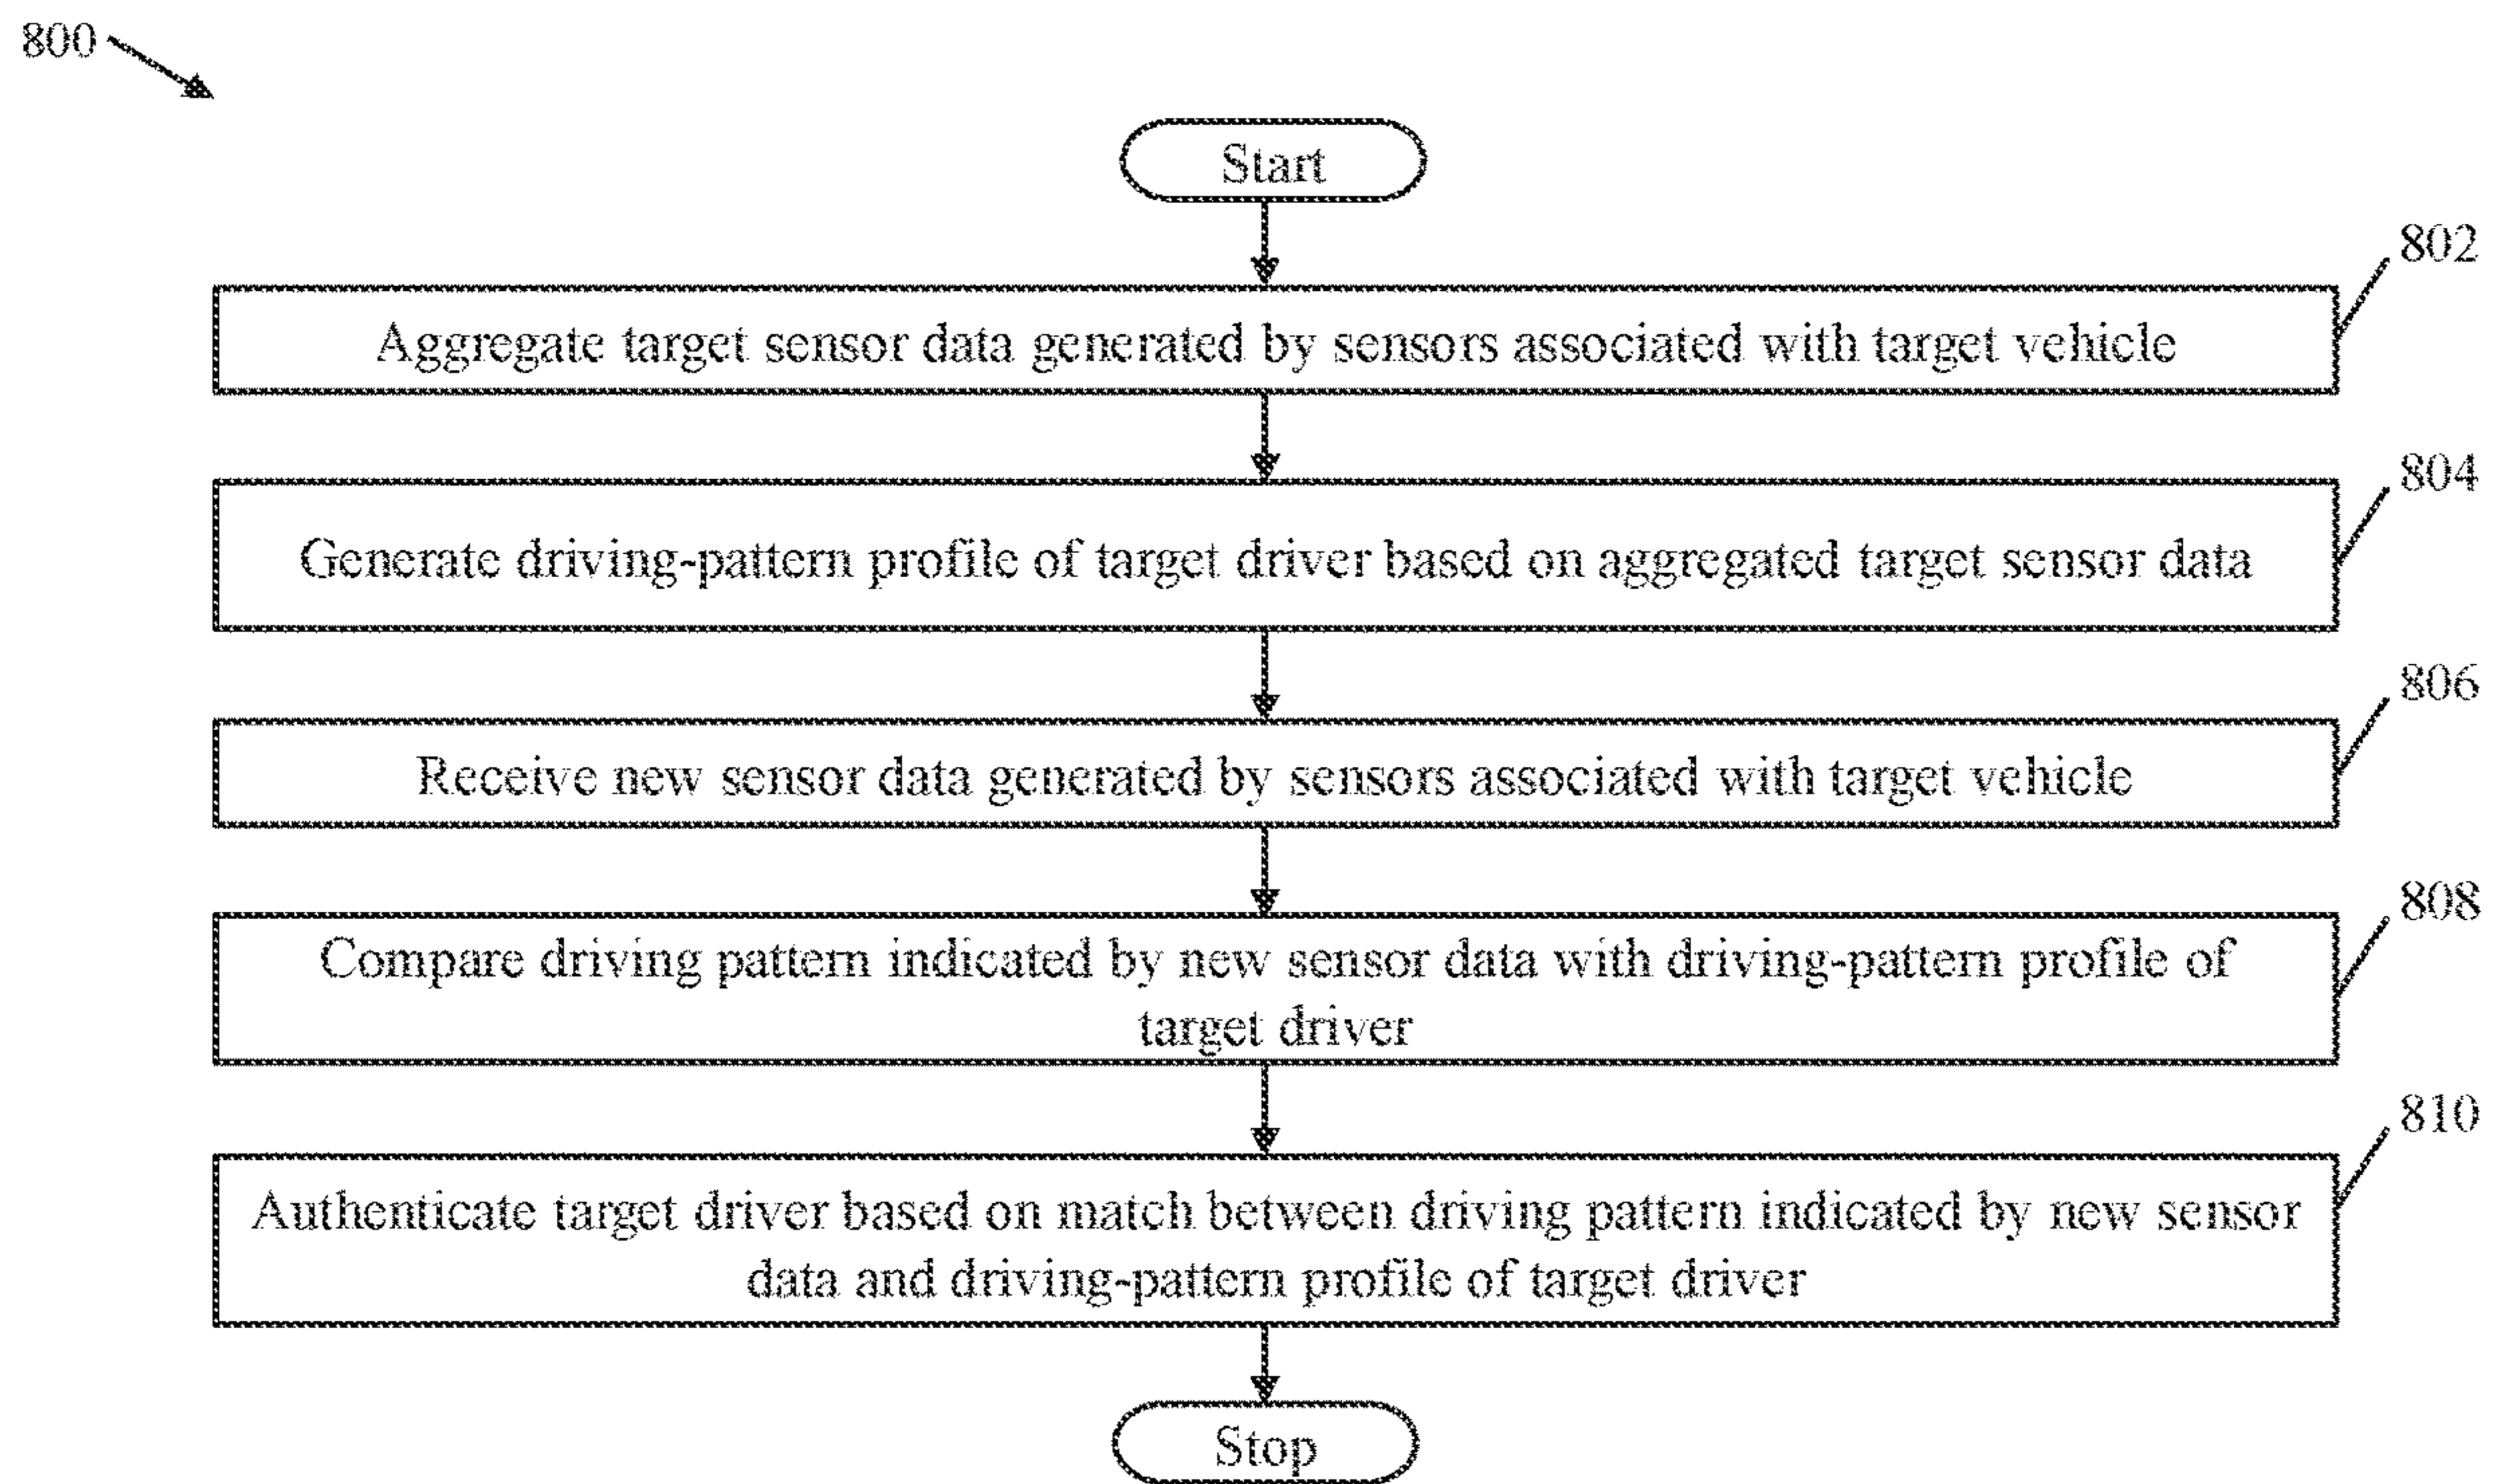 800
Start
802
Aggregate target sensor data generated by sensors associated with target vehicle
804
Generate driving-pattern profile of target driver based on aggregated target sensor data
806
Receive new sensor data generated by sensors associated with target vehicle
808
Compare driving pattern indicated by new sensor data with driving-pattern profile of
target driver
810
Authenticate target driver based on match between driving pattern indicated by new sensor
data and driving-pattern profile of target driver
Stop